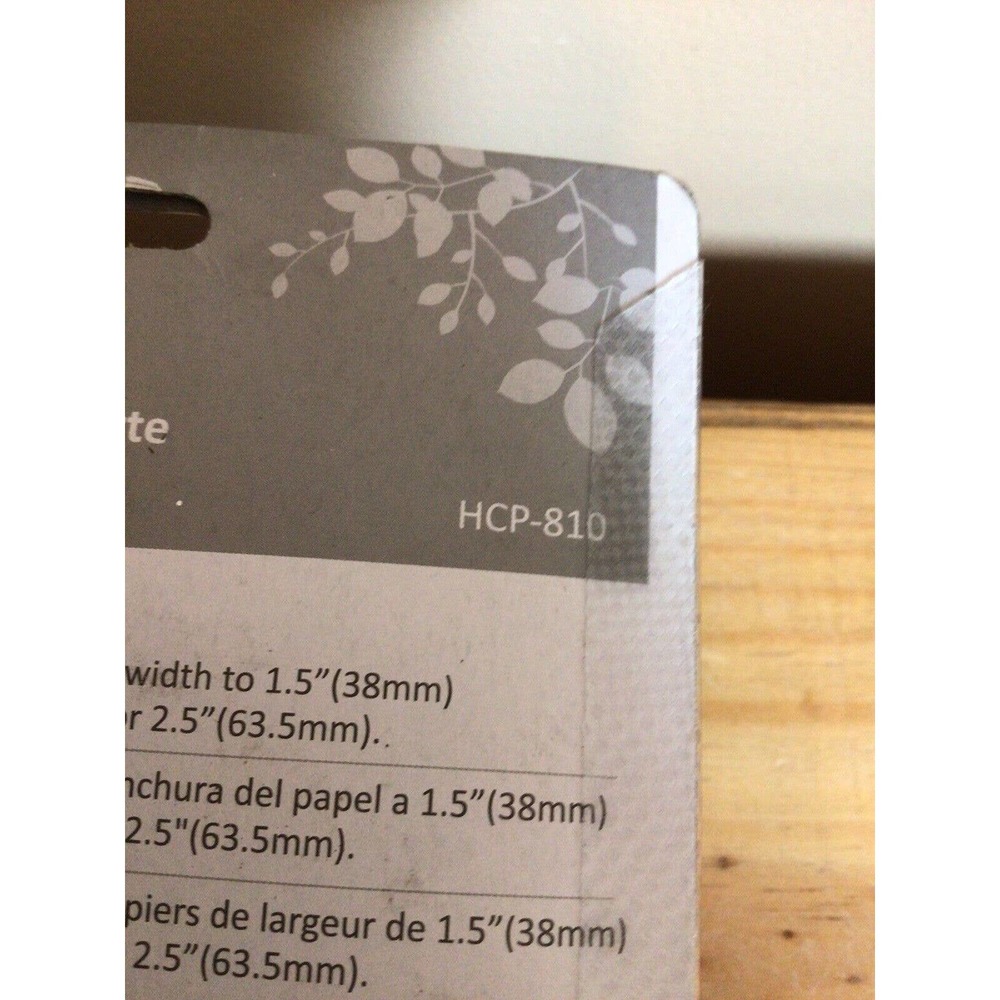 te
HCP-810
width to 1.5”(38mm)
r 2.5”(63.5mm).
nchura del papel a 1.5”(38mm)
2.5"(63.5mm).
piers de largeur de 1.5”(38mm)
2.5”(63.5mm).